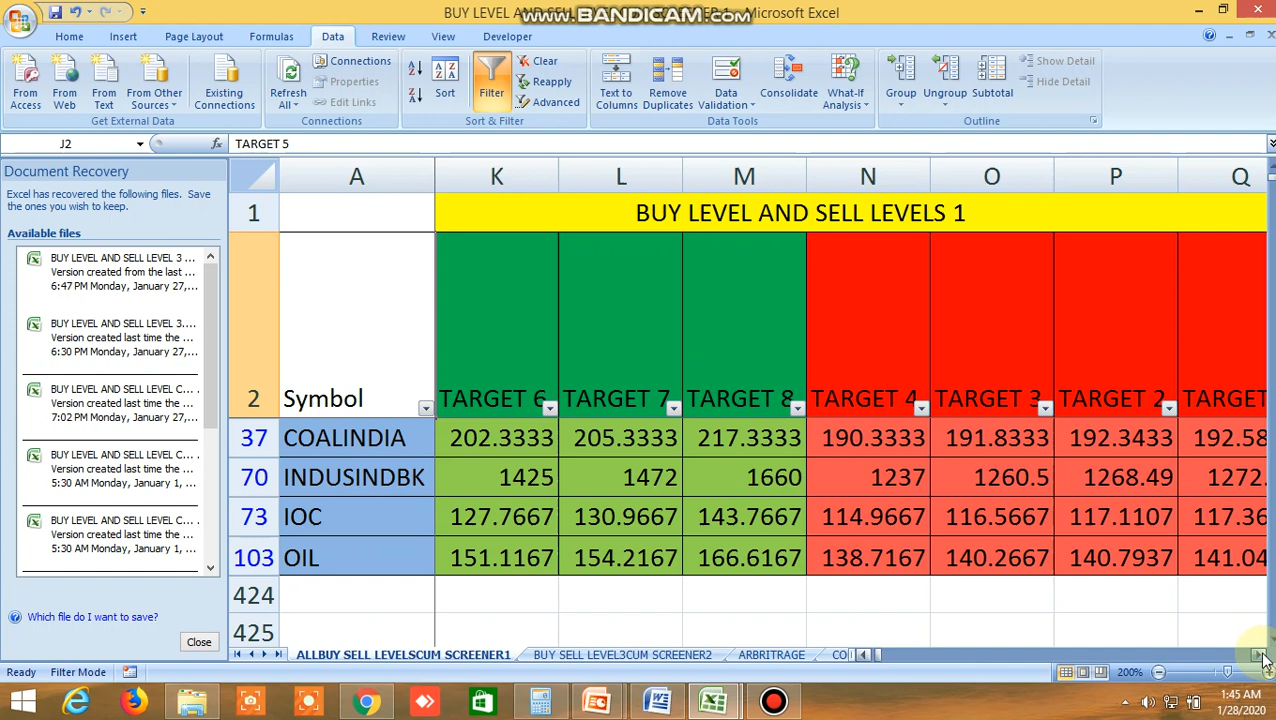 BUY LEVEL AND
www.BANDICAM.com
1 - Microsoft Excel
Home Insert Page Layout Formulas Data Review View Developer
From Access
From Web
From Text
From Other Sources
Existing Connections
Get External Data
Refresh All
Connections
Properties
Edit Links
Connections
Sort
Filter
Clear
Reapply
Advanced
Sort & Filter
Text to Columns
Remove Duplicates
Data Validation
Consolidate
What-If Analysis
Data Tools
Group
Ungroup
Subtotal
Show Detail
Hide Detail
Outline
J2 fx TARGET 5
Document Recovery
Excel has recovered the following files. Save
the ones you wish to keep.
Available files
BUY LEVEL AND SELL LEVEL 3 ...
Version created from the last ...
6:47 PM Monday, January 27,...
BUY LEVEL AND SELL LEVEL 3....
Version created last time the ...
6:30 PM Monday, January 27,...
BUY LEVEL AND SELL LEVEL C...
Version created last time the ...
7:02 PM Monday, January 27,...
BUY LEVEL AND SELL LEVEL C...
Version created last time the ...
5:30 AM Monday, January 1, ...
BUY LEVEL AND SELL LEVEL C...
Version created last time the ...
5:30 AM Monday, January 1, ...
Which file do I want to save?
Close
A K L M N O P Q
1 BUY LEVEL AND SELL LEVELS 1
2 Symbol TARGET 6 TARGET 7 TARGET 8 TARGET 4 TARGET 3 TARGET 2 TARGET
37 COALINDIA 202.3333 205.3333 217.3333 190.3333 191.8333 192.3433 192.58
70 INDUSINDBK 1425 1472 1660 1237 1260.5 1268.49 1272.
73 IOC 127.7667 130.9667 143.7667 114.9667 116.5667 117.1107 117.36
103 OIL 151.1167 154.2167 166.6167 138.7167 140.2667 140.7937 141.04
424
425
ALLBUY SELL LEVELSCUM SCREENER1 BUY SELL LEVEL3CUM SCREENER2 ARBRITRAGE CO
Ready Filter Mode 200%
1:45 AM
1/28/2020